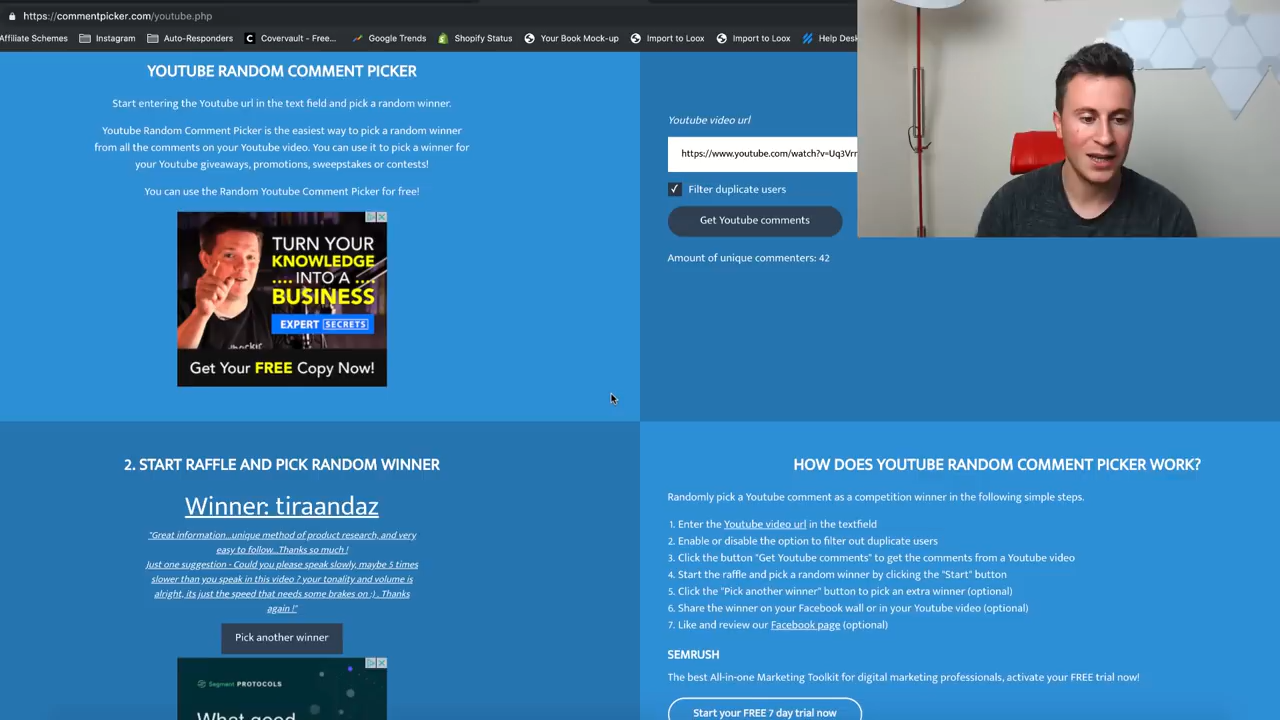 https://commentpicker.com/youtube.php
Affiliate Schemes Instagram Auto-Responders Covervault - Free... Google Trends Shopify Status Your Book Mock-up Import to Loox Import to Loox Help Desk
YOUTUBE RANDOM COMMENT PICKER
Start entering the Youtube url in the text field and pick a random winner.
Youtube Random Comment Picker is the easiest way to pick a random winner
from all the comments on your Youtube video. You can use it to pick a winner for
your Youtube giveaways, promotions, sweepstakes or contests!
You can use the Random Youtube Comment Picker for free!
TURN YOUR
KNOWLEDGE
.... INTO A ....
BUSINESS
EXPERT SECRETS
Get Your FREE Copy Now!
Youtube video url
https://www.youtube.com/watch?v=Uq3Vr
Filter duplicate users
Get Youtube comments
Amount of unique commenters: 42
2. START RAFFLE AND PICK RANDOM WINNER
Winner: tiraandaz
"Great information...unique method of product research, and very
easy to follow...Thanks so much !
Just one suggestion - Could you please speak slowly, maybe 5 times
slower than you speak in this video ? your tonality and volume is
alright, its just the speed that needs some brakes on :) . Thanks
again !"
Pick another winner
Segment PROTOCOLS
What good
HOW DOES YOUTUBE RANDOM COMMENT PICKER WORK?
Randomly pick a Youtube comment as a competition winner in the following simple steps.
1. Enter the Youtube video url in the textfield
2. Enable or disable the option to filter out duplicate users
3. Click the button "Get Youtube comments" to get the comments from a Youtube video
4. Start the raffle and pick a random winner by clicking the "Start" button
5. Click the "Pick another winner" button to pick an extra winner (optional)
6. Share the winner on your Facebook wall or in your Youtube video (optional)
7. Like and review our Facebook page (optional)
SEMRUSH
The best All-in-one Marketing Toolkit for digital marketing professionals, activate your FREE trial now!
Start your FREE 7 day trial now